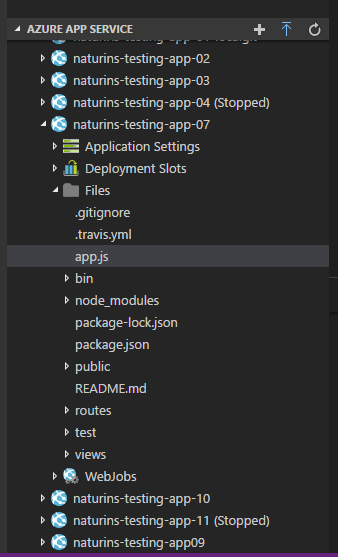 AZURE APP SERVICE
naturins-testing-app-02
naturins-testing-app-03
naturins-testing-app-04 (Stopped)
naturins-testing-app-07
Application Settings
Deployment Slots
Files
.gitignore
.travis.yml
app.js
bin
node_modules
package-lock.json
package.json
public
README.md
routes
test
views
WebJobs
naturins-testing-app-10
naturins-testing-app-11 (Stopped)
naturins-testing-app09